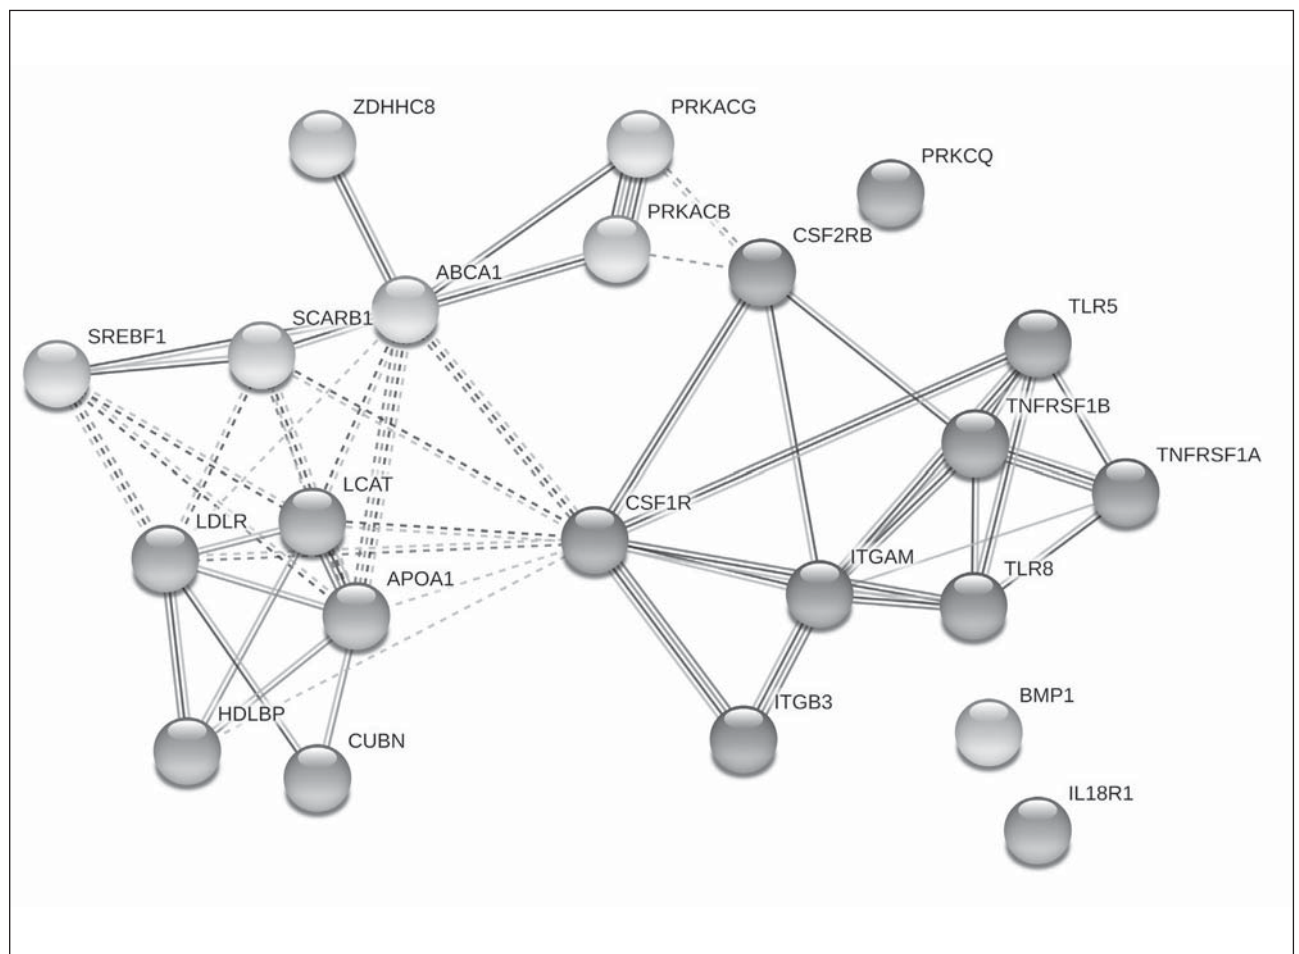 ZDHHC8
PRKACG
PRKCQ
PRKACB
CSF2RB
ABCA1
TLR5
SCARB1
SREBF1
TNFRSF1B
TNFRSF1A
LCAT
CSF1R
LDLR
ITGAM
TLR8
APOA1
BMP1
ITGB3
HDLBP
CUBN
IL18R1